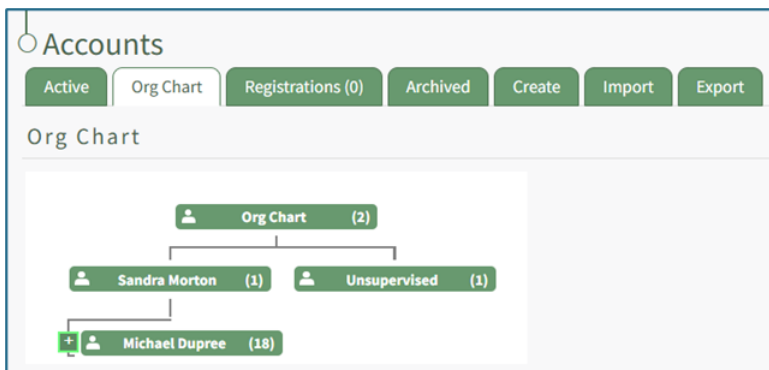 Accounts
Active Org Chart Registrations (0) Archived Create Import Export
Org Chart
Org Chart (2)
Sandra Morton (1) Unsupervised (1)
+ Michael Dupree (18)